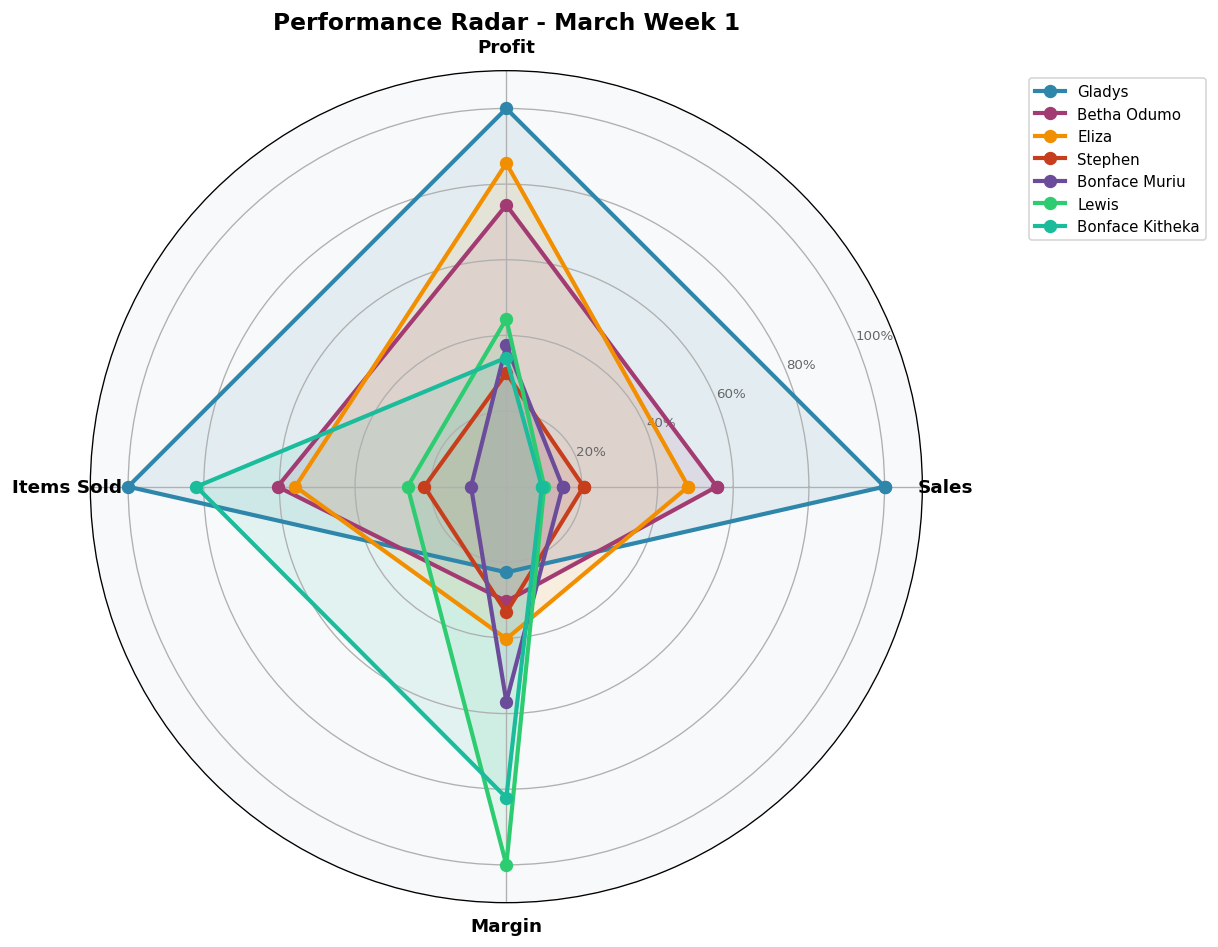 Performance Radar - March Week 1
Profit
Gladys
Betha Odumo
Eliza
Stephen
Bonface Muriu
Lewis
Bonface Kitheka
100%
80%
60%
40%
20%
Items Sold
Sales
Margin